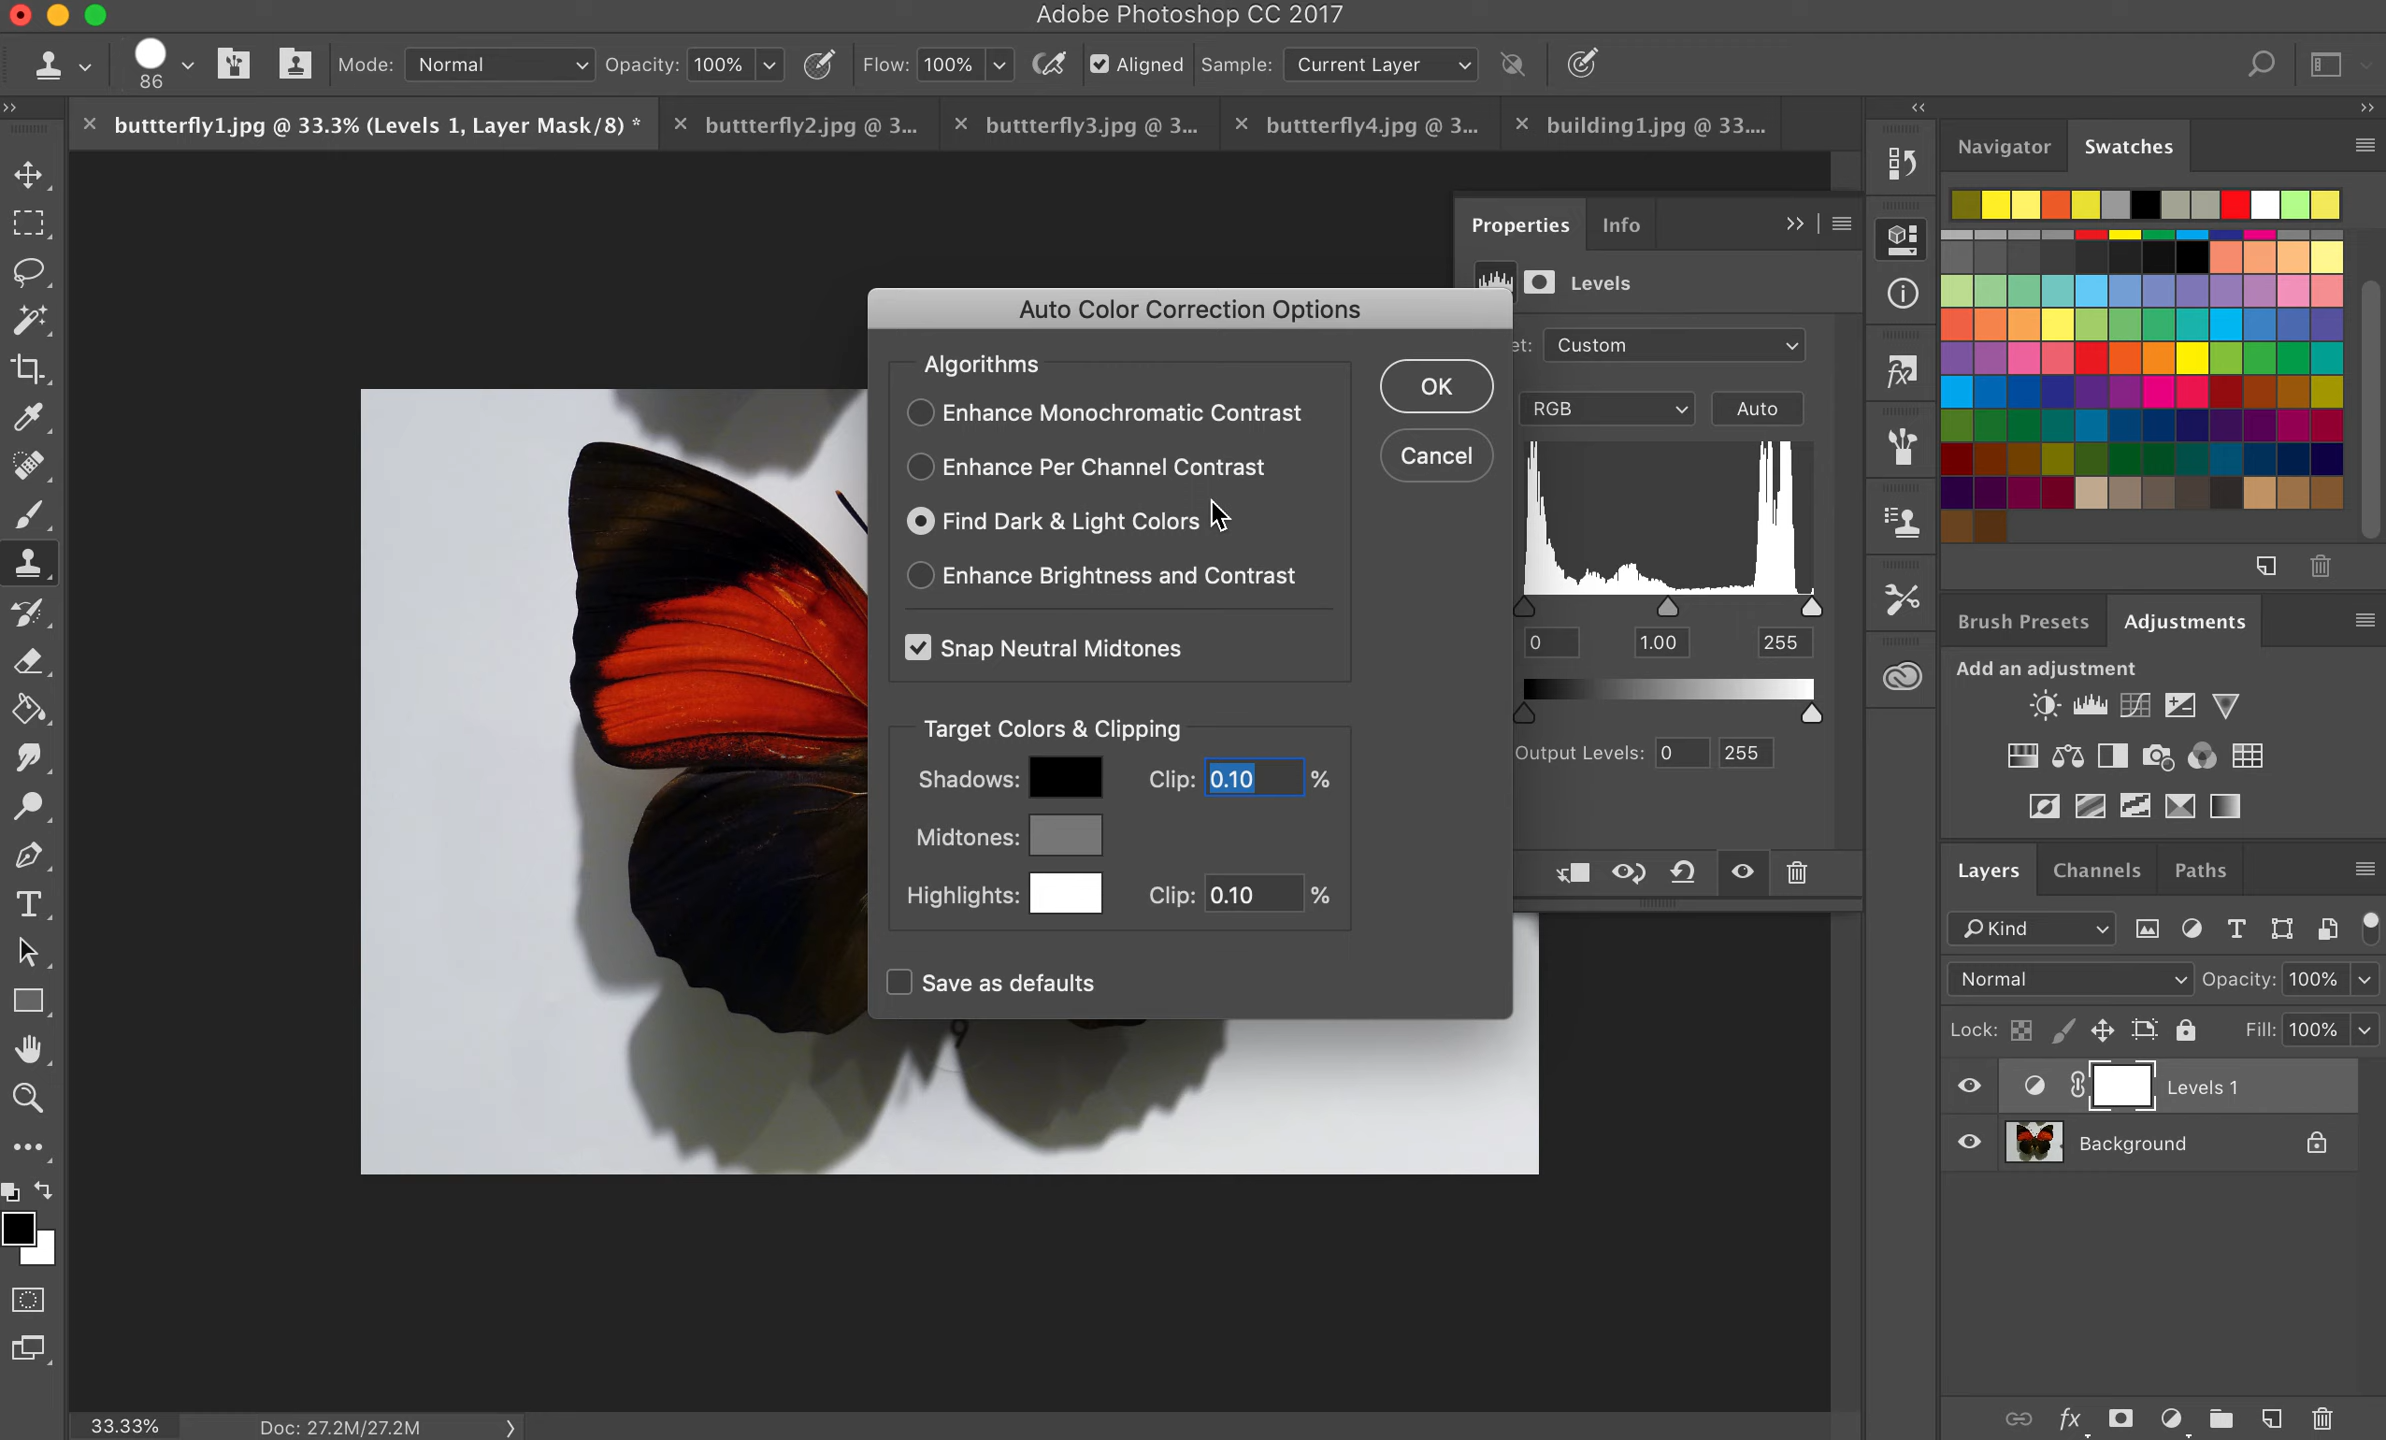 Adobe Photoshop CC 2017
86
Mode: Normal Opacity: 100% Flow: 100% Aligned Sample: Current Layer
buttterfly1.jpg @ 33.3% (Levels 1, Layer Mask/8) * buttterfly2.jpg @ 3... buttterfly3.jpg @ 3... buttterfly4.jpg @ 3... building1.jpg @ 33....
Auto Color Correction Options
Algorithms
Enhance Monochromatic Contrast
Enhance Per Channel Contrast
Find Dark & Light Colors
Enhance Brightness and Contrast
Snap Neutral Midtones
Target Colors & Clipping
Shadows: Clip: 0.10 %
Midtones:
Highlights: Clip: 0.10 %
Save as defaults
OK
Cancel
9
Properties Info
Levels
et: Custom
RGB Auto
0 1.00 255
Output Levels: 0 255
Navigator Swatches
Brush Presets Adjustments
Add an adjustment
Layers Channels Paths
Kind
Normal Opacity: 100%
Lock: Fill: 100%
Levels 1
Background
fx
33.33% Doc: 27.2M/27.2M